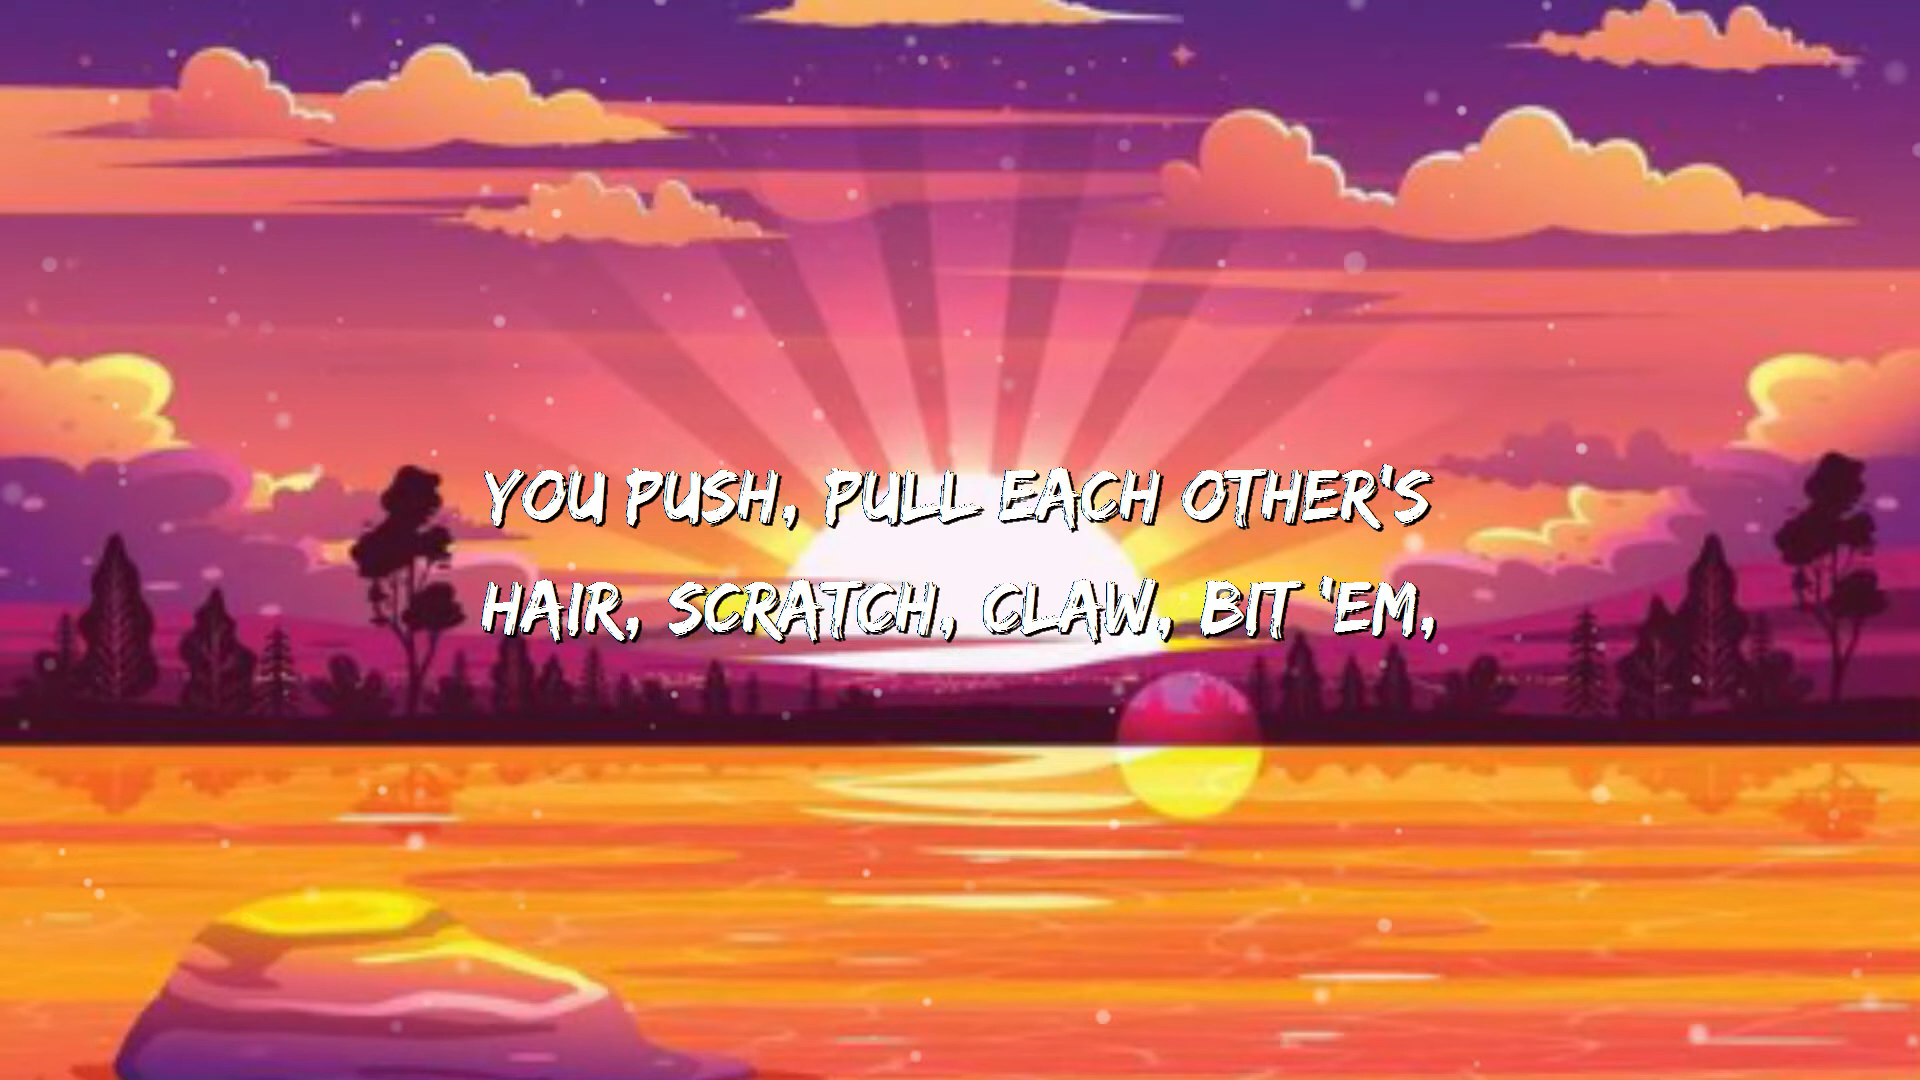 YOU PUSH, PULL EACH OTHER'S
HAIR, SCRATCH, CLAW, BIT 'EM,